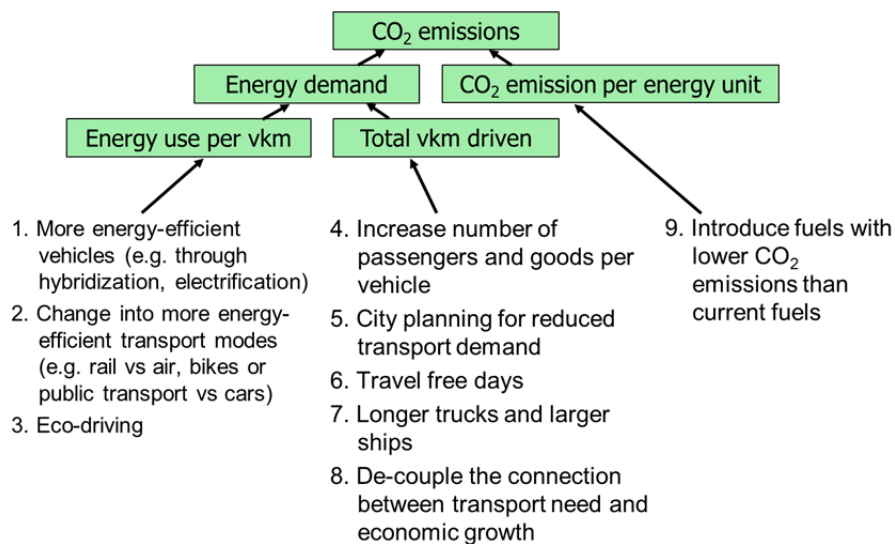 CO₂ emissions
Energy demand
CO₂ emission per energy unit
Energy use per vkm
Total vkm driven
1. More energy-efficient
vehicles (e.g. through
hybridization, electrification)
2. Change into more energy-
efficient transport modes
(e.g. rail vs air, bikes or
public transport vs cars)
3. Eco-driving
4. Increase number of
passengers and goods per
vehicle
5. City planning for reduced
transport demand
6. Travel free days
7. Longer trucks and larger
ships
8. De-couple the connection
between transport need and
economic growth
9. Introduce fuels with
lower CO₂
emissions than
current fuels